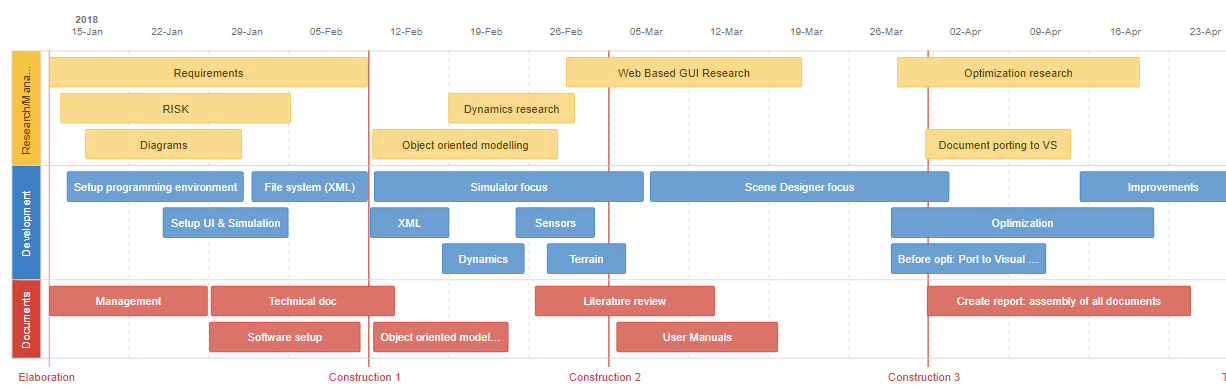 2018
15-Jan 22-Jan 29-Jan 05-Feb 12-Feb 19-Feb 26-Feb 05-Mar 12-Mar 19-Mar 26-Mar 02-Apr 09-Apr 16-Apr 23-Apr
Research/Mana...
Requirements Web Based GUI Research Optimization research
RISK Dynamics research
Diagrams Object oriented modelling Document porting to VS
Development
Setup programming environment File system (XML) Simulator focus Scene Designer focus Improvements
Setup UI & Simulation XML Sensors Optimization
Dynamics Terrain Before opti: Port to Visual ...
Documents
Management Technical doc Literature review Create report: assembly of all documents
Software setup Object oriented model... User Manuals
Elaboration Construction 1 Construction 2 Construction 3 T